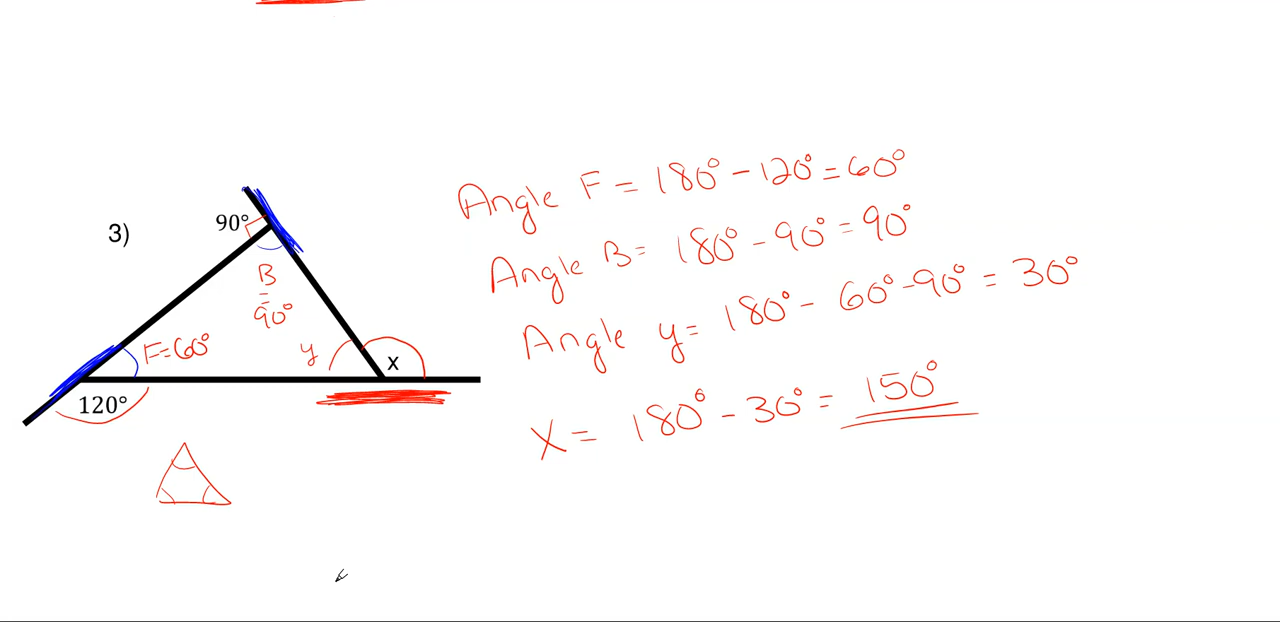 3)
90°
B
=
90°
F=60°
y
x
120°
Angle F = 180° - 120° = 60°
Angle B = 180° - 90° = 90°
Angle y = 180° - 60° - 90° = 30°
X = 180° - 30° = 150°